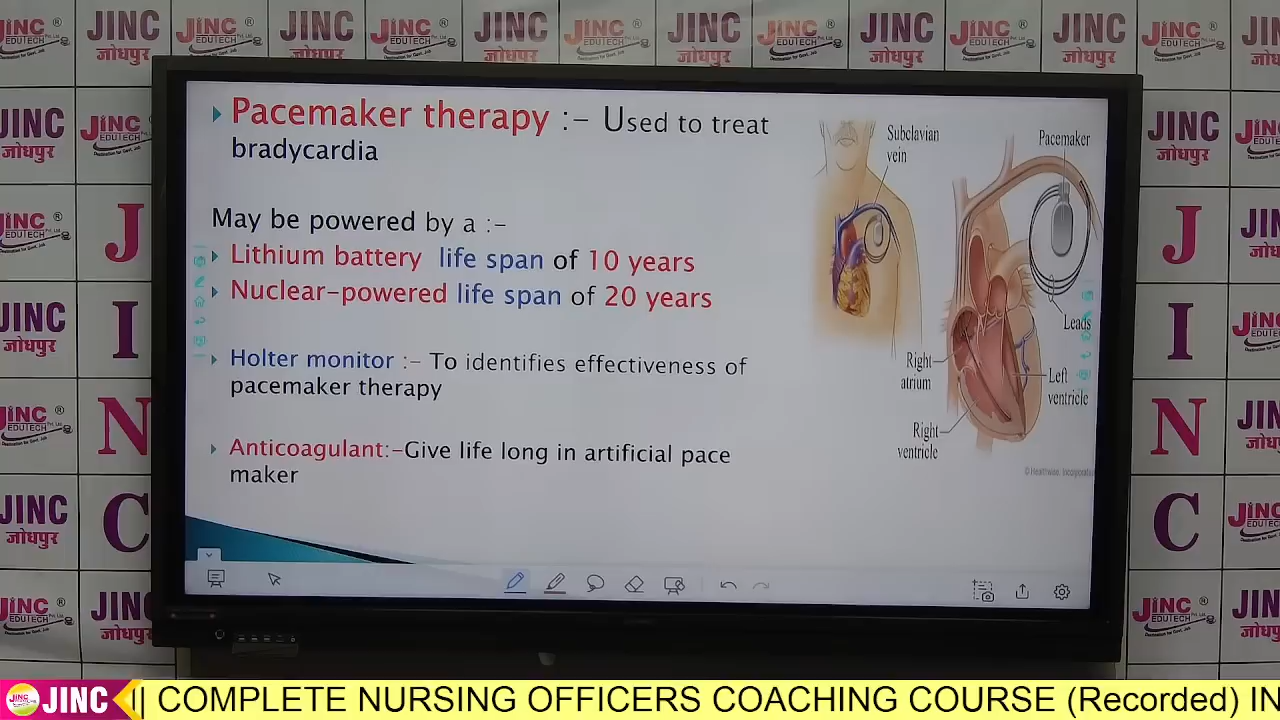 Pacemaker therapy :- Used to treat
bradycardia
May be powered by a :-
Lithium battery life span of 10 years
Nuclear-powered life span of 20 years
Holter monitor :- To identifies effectiveness of
pacemaker therapy
Anticoagulant:-Give life long in artificial pace
maker
Subclavian
vein
Pacemaker
Leads
Right
atrium
Left
ventricle
Right
ventricle
JINC
जोधपुर
JINC
EDUTECH
J
I
N
C
JINC
COMPLETE NURSING OFFICERS COACHING COURSE (Recorded) IN